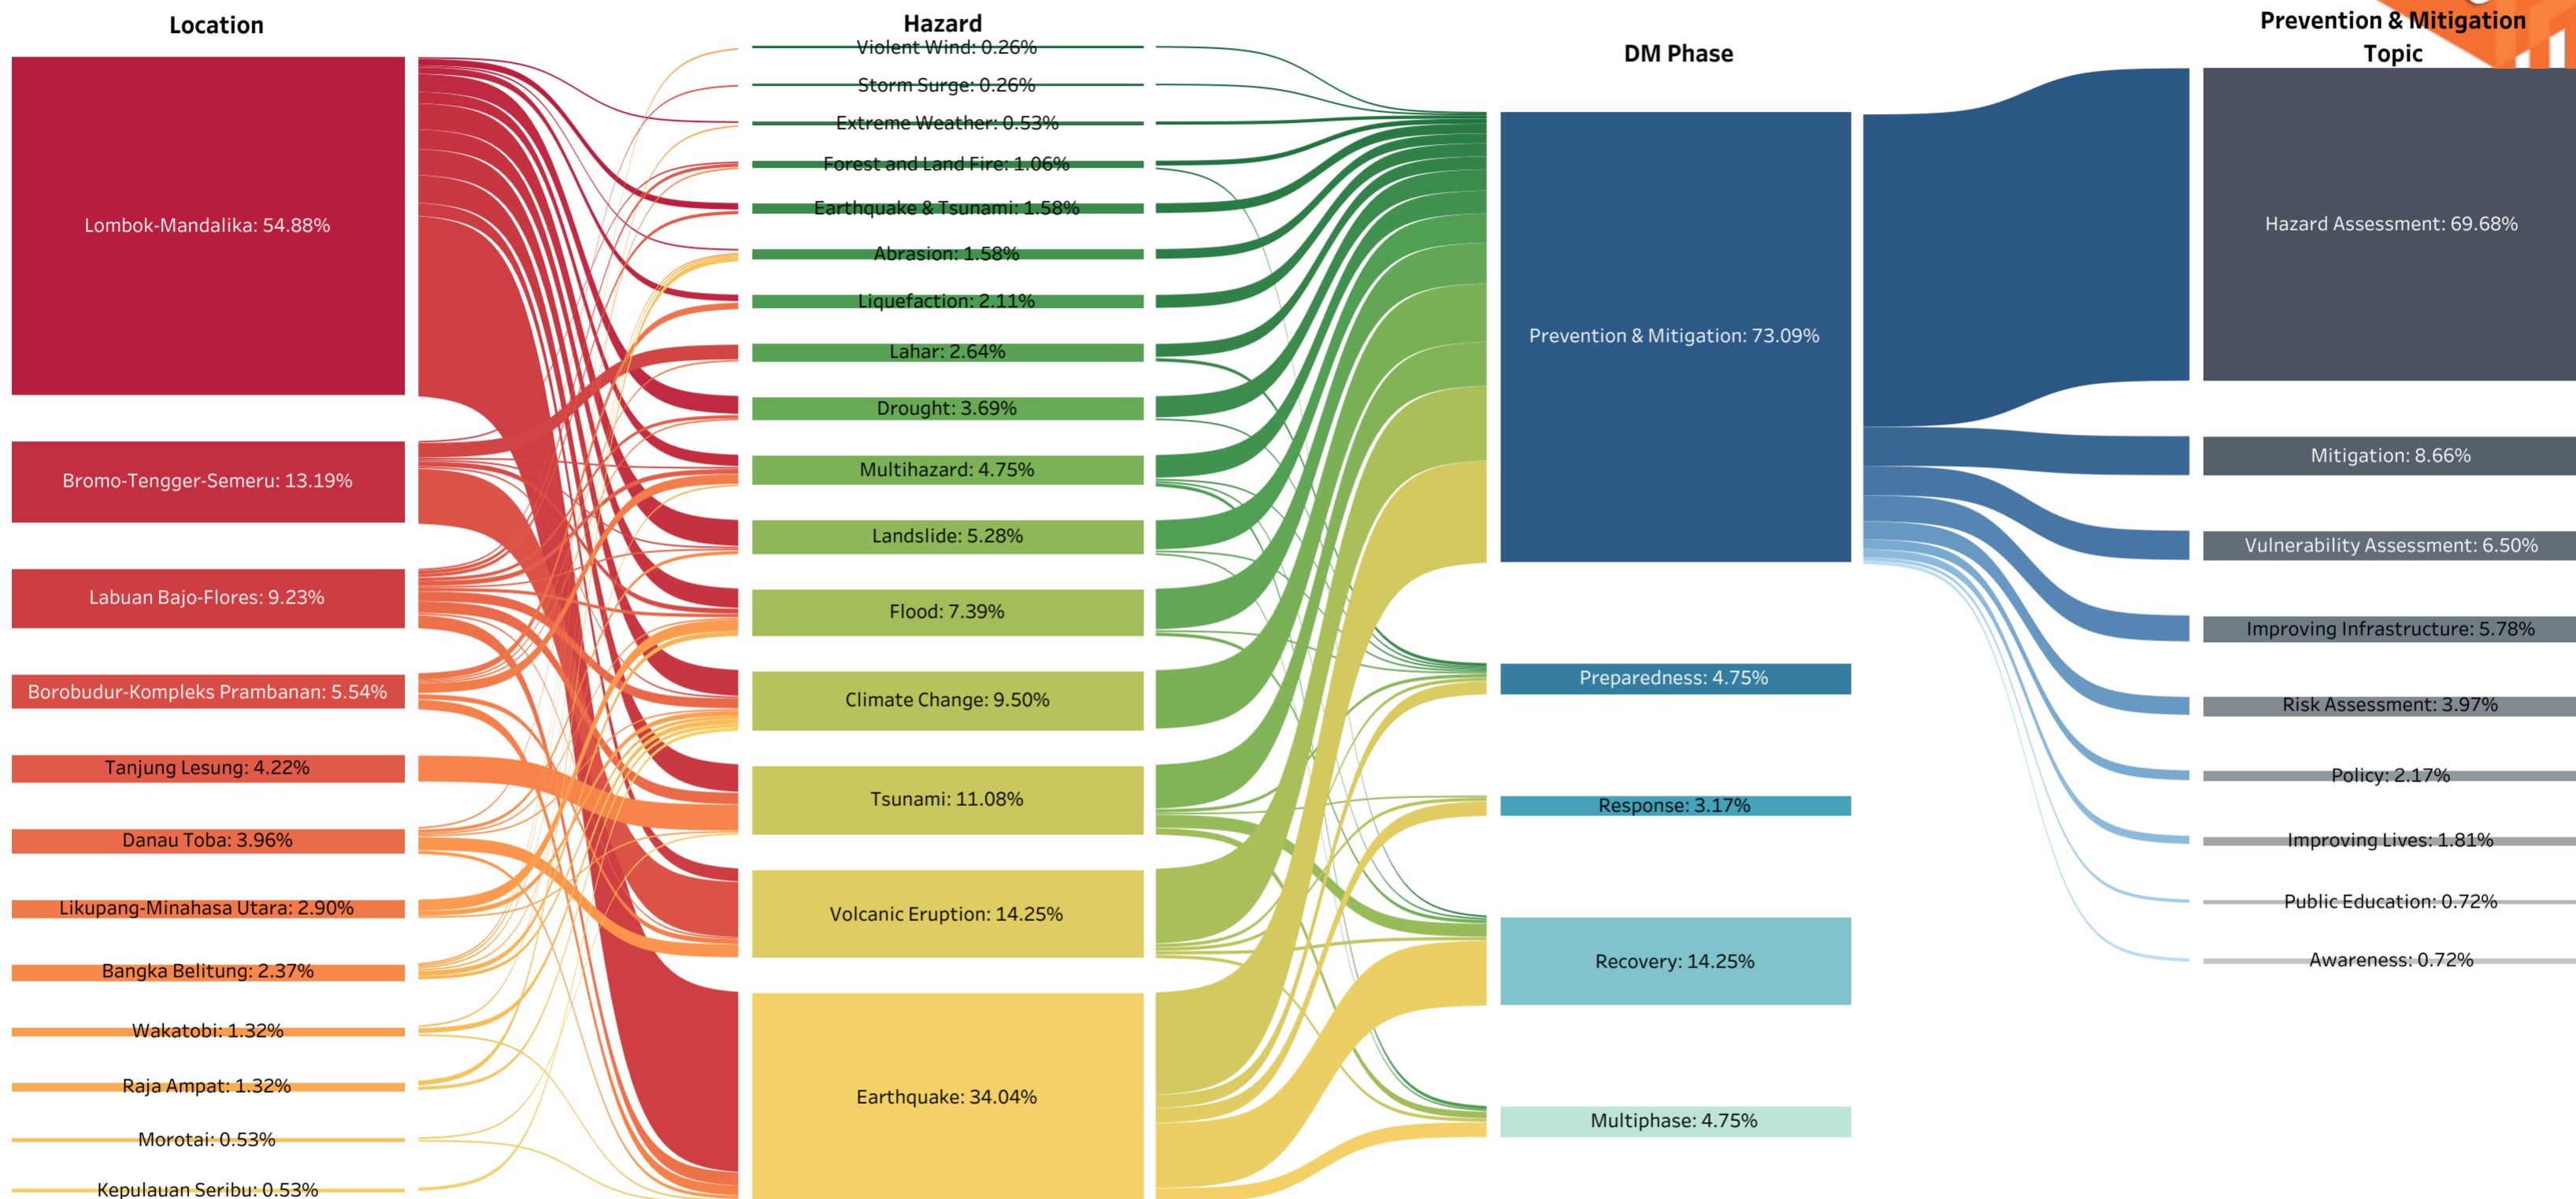 Location
Lombok-Mandalika: 54.88%
Bromo-Tengger-Semeru: 13.19%
Labuan Bajo-Flores: 9.23%
Borobudur-Kompleks Prambanan: 5.54%
Tanjung Lesung: 4.22%
Danau Toba: 3.96%
Likupang-Minahasa Utara: 2.90%
Bangka Belitung: 2.37%
Wakatobi: 1.32%
Raja Ampat: 1.32%
Morotai: 0.53%
Kepulauan Seribu: 0.53%
Hazard
Violent Wind: 0.26%
Storm Surge: 0.26%
Extreme Weather: 0.53%
Forest and Land Fire: 1.06%
Earthquake & Tsunami: 1.58%
Abrasion: 1.58%
Liquefaction: 2.11%
Lahar: 2.64%
Drought: 3.69%
Multihazard: 4.75%
Landslide: 5.28%
Flood: 7.39%
Climate Change: 9.50%
Tsunami: 11.08%
Volcanic Eruption: 14.25%
Earthquake: 34.04%
DM Phase
Prevention & Mitigation: 73.09%
Preparedness: 4.75%
Response: 3.17%
Recovery: 14.25%
Multiphase: 4.75%
Prevention & Mitigation
Topic
Hazard Assessment: 69.68%
Mitigation: 8.66%
Vulnerability Assessment: 6.50%
Improving Infrastructure: 5.78%
Risk Assessment: 3.97%
Policy: 2.17%
Improving Lives: 1.81%
Public Education: 0.72%
Awareness: 0.72%